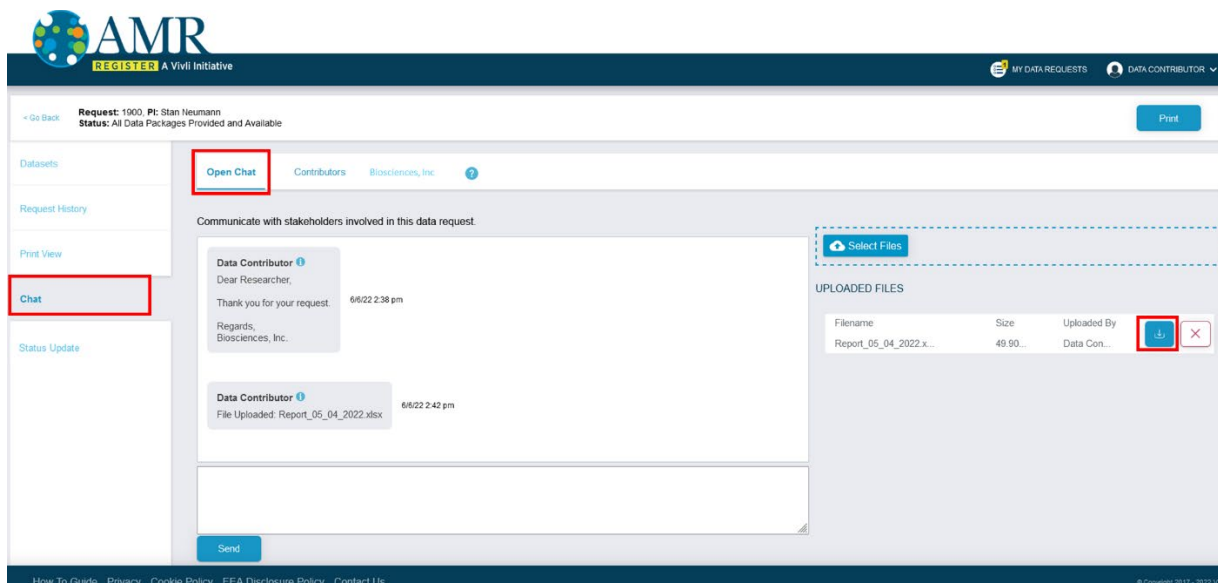 AMR
REGISTER A Vivli Initiative
MY DATA REQUESTS
DATA CONTRIBUTOR
< Go Back
Request: 1900, PI: Stan Neumann
Status: All Data Packages Provided and Available
Print
Datasets
Request History
Print View
Chat
Status Update
Open Chat Contributors Biosciences, Inc ?
Communicate with stakeholders involved in this data request.
Data Contributor
Dear Researcher,
Thank you for your request.
Regards,
Biosciences, Inc.
6/6/22 2:38 pm
Data Contributor
File Uploaded: Report_05_04_2022.xlsx
6/6/22 2:42 pm
Send
Select Files
UPLOADED FILES
Filename Size Uploaded By
Report_05_04_2022.x... 49.90... Data Con...
How To Guide Privacy Cookie Policy EEA Disclosure Policy Contact Us
© Copyright 2017 - 2022